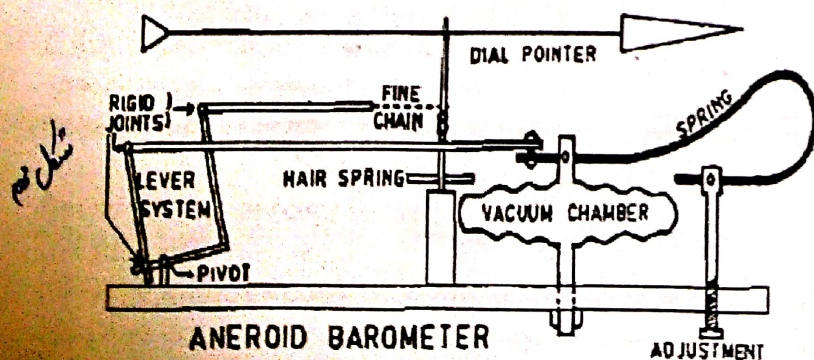 DIAL POINTER
RIGID
JOINTS
FINE
CHAIN
SPRING
LEVER
SYSTEM
HAIR SPRING
VACUUM CHAMBER
PIVOT
ANEROID BAROMETER
ADJUSTMENT